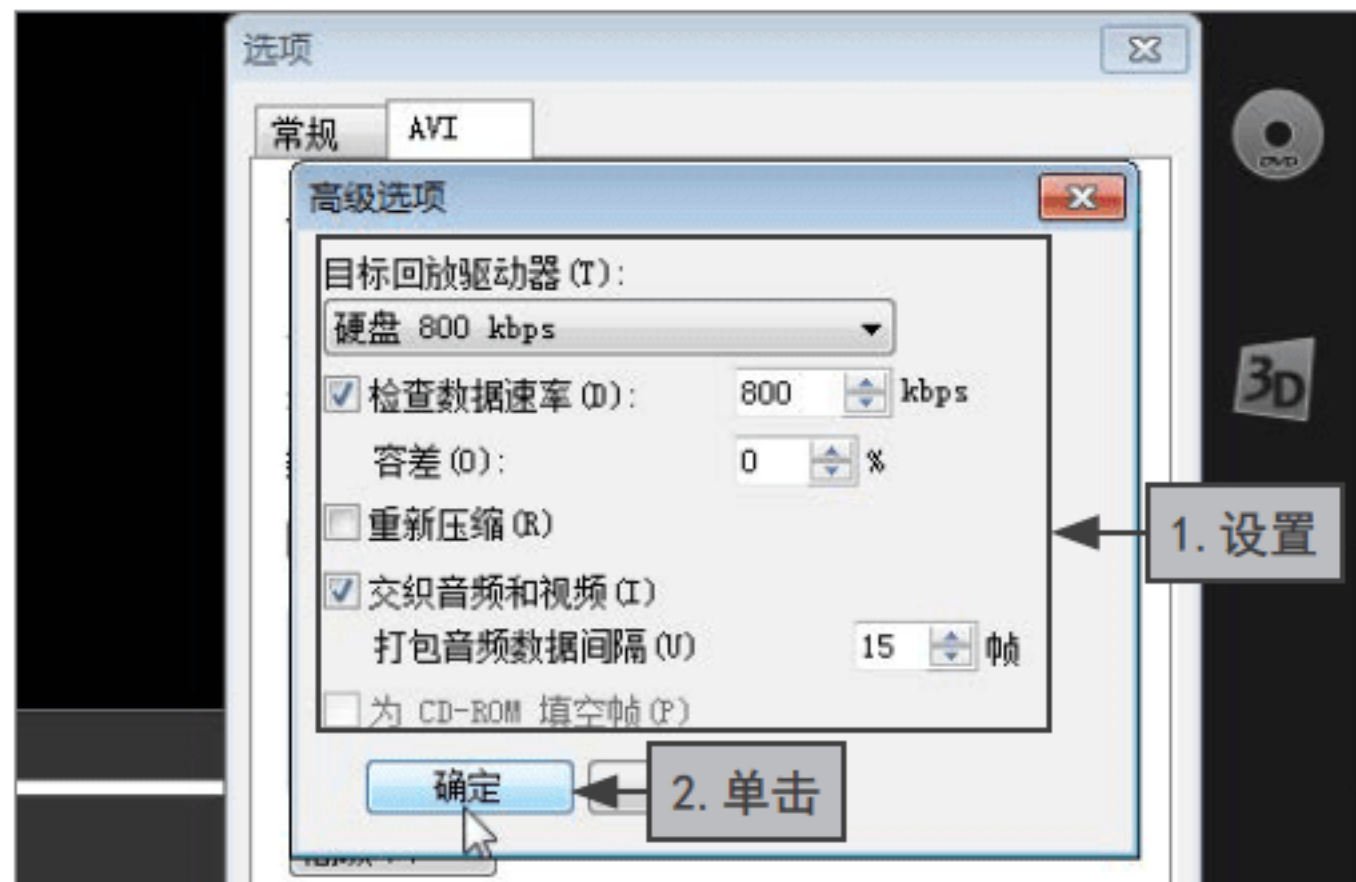 选项
常规 AVI
DVD
高级选项
目标回放驱动器(T):
硬盘 800 kbps
3D
检查数据速率(D): 800 kbps
容差(O): 0 %
重新压缩(R)
1. 设置
交织音频和视频(I)
打包音频数据间隔(V) 15 帧
为 CD-ROM 填空帧(P)
确定
2. 单击